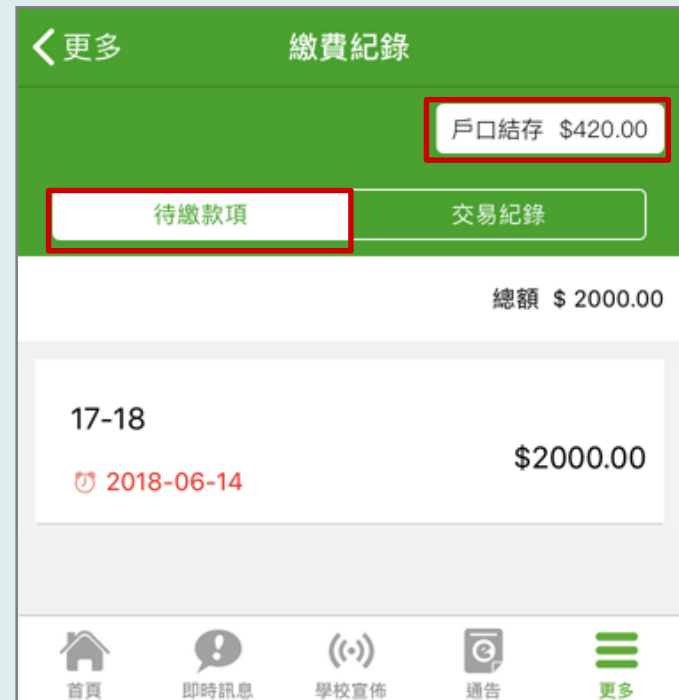 更多 繳費紀錄
戶口結存 $420.00
待繳款項 交易紀錄
總額 $ 2000.00
17-18
$2000.00
2018-06-14
首頁 即時訊息 學校宣佈 通告 更多